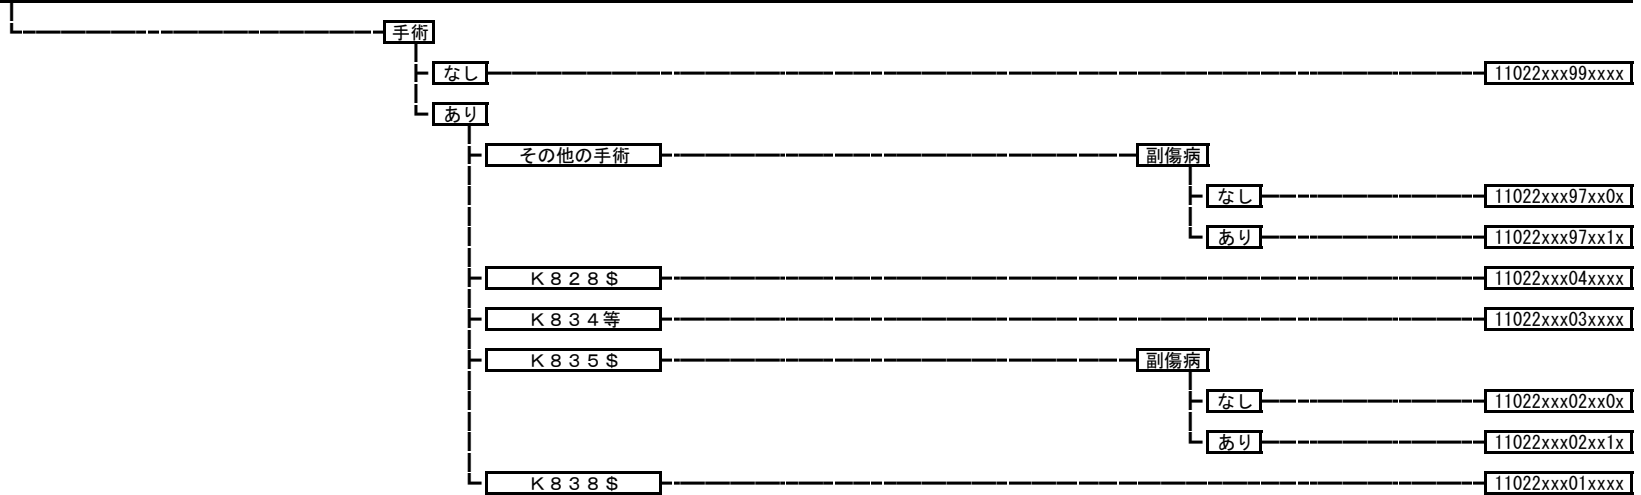 手術
なし 11022xxx99xxxx
あり
その他の手術 副傷病
なし 11022xxx97xx0x
あり 11022xxx97xx1x
Ｋ８２８＄ 11022xxx04xxxx
Ｋ８３４等 11022xxx03xxxx
Ｋ８３５＄ 副傷病
なし 11022xxx02xx0x
あり 11022xxx02xx1x
Ｋ８３８＄ 11022xxx01xxxx